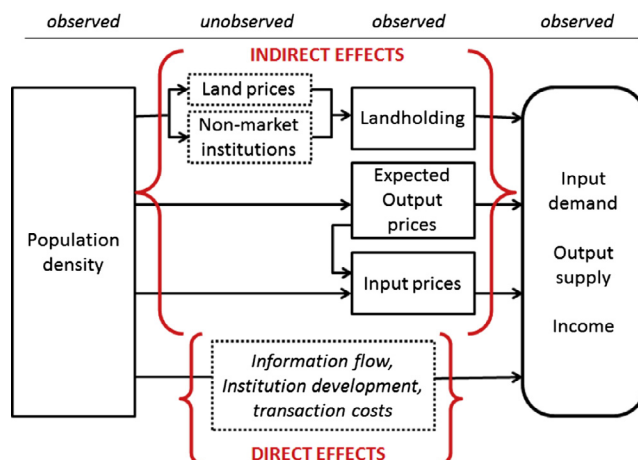 observed unobserved observed observed
INDIRECT EFFECTS
Land prices
Non-market
institutions
Landholding
Expected
Output
prices
Input prices
Population
density
Input
demand
Output
supply
Income
Information flow,
Institution development,
transaction costs
DIRECT EFFECTS